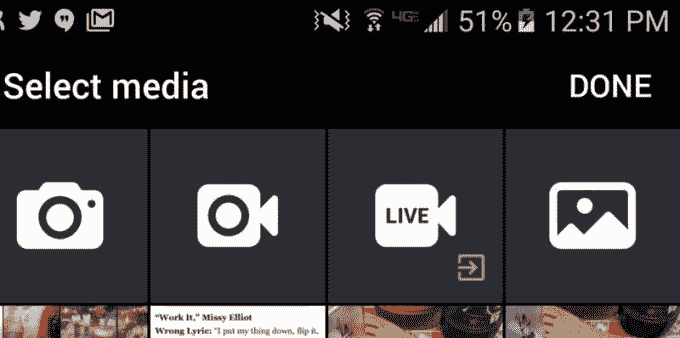 4G 51% 12:31 PM
Select media DONE
LIVE
"Work It," Missy Elliot
Wrong Lyric: "I put my thing down, flip it,